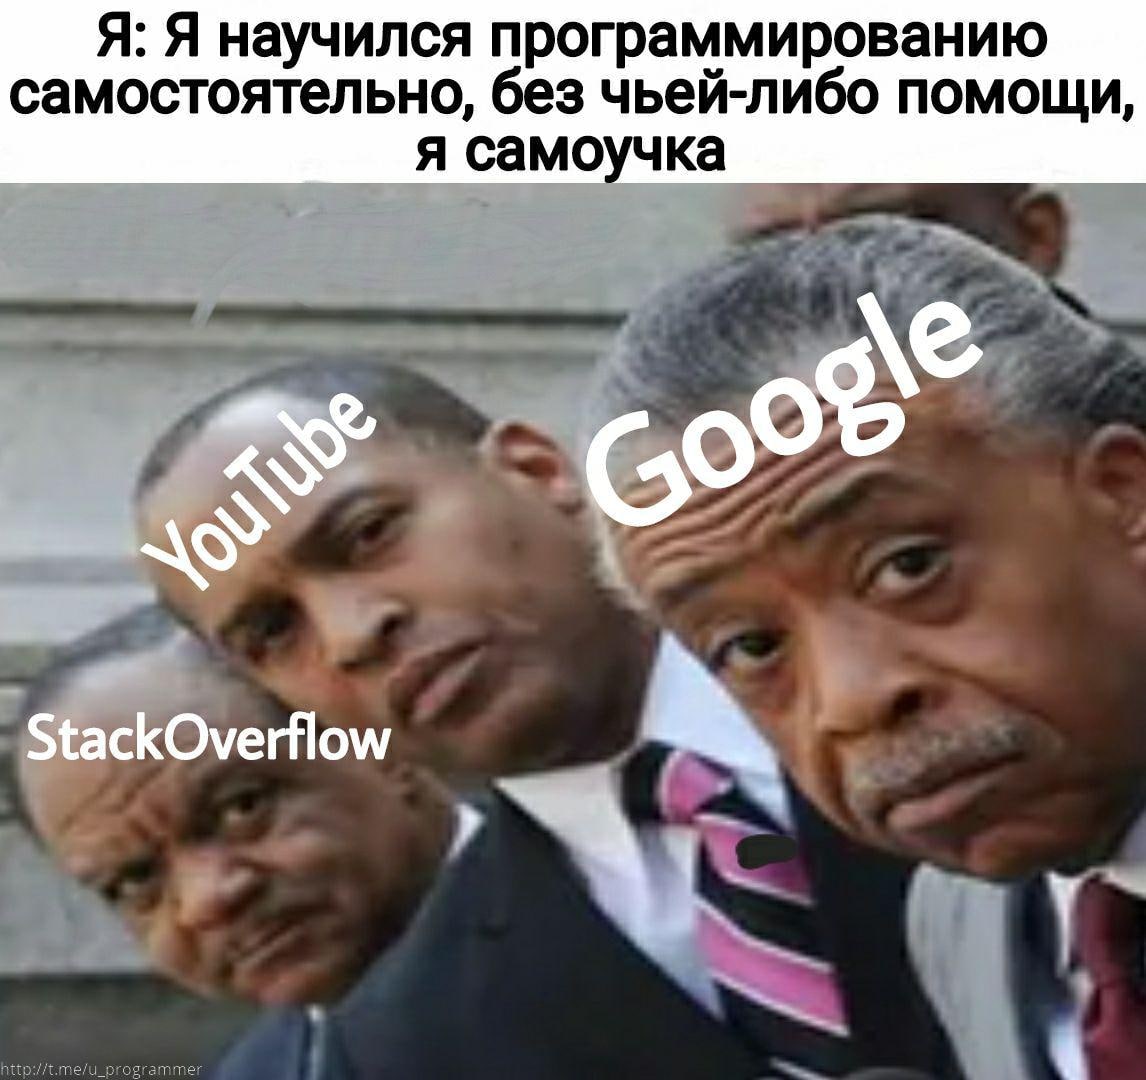 Я: Я научился программированию
самостоятельно, без чьей-либо помощи,
я самоучка
Google
YouTube
StackOverflow
http://t.me/u_programmer